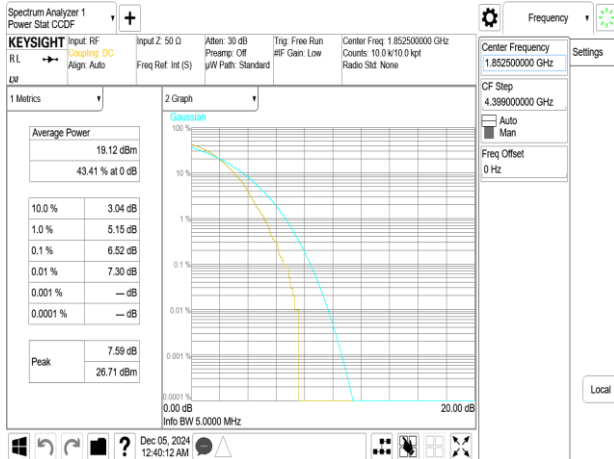 Spectrum Analyzer 1
Power Stat CCDF
+
KEYSIGHT
RL
Input: RF
Coupling: DC
Align: Auto
Input Z: 50 Ω
Freq Ref: Int (S)
Atten: 30 dB
Preamp: Off
µW Path: Standard
Trig: Free Run
#IF Gain: Low
Center Freq: 1.852500000 GHz
Counts: 10.0 k/10.0 kpt
Radio Std: None
1 Metrics
Average Power
19.12 dBm
43.41 % at 0 dB
10.0 % 3.04 dB
1.0 % 5.15 dB
0.1 % 6.52 dB
0.01 % 7.30 dB
0.001 % --- dB
0.0001 % --- dB
Peak
7.59 dB
26.71 dBm
2 Graph
Gaussian
100 %
10 %
1 %
0.1 %
0.01 %
0.001 %
0.0001 %
0.00 dB 20.00 dB
Info BW 5.0000 MHz
Dec 05, 2024
12:40:12 AM
?
Frequency
Settings
Center Frequency
1.852500000 GHz
CF Step
4.399000000 GHz
Auto
Man
Freq Offset
0 Hz
Local